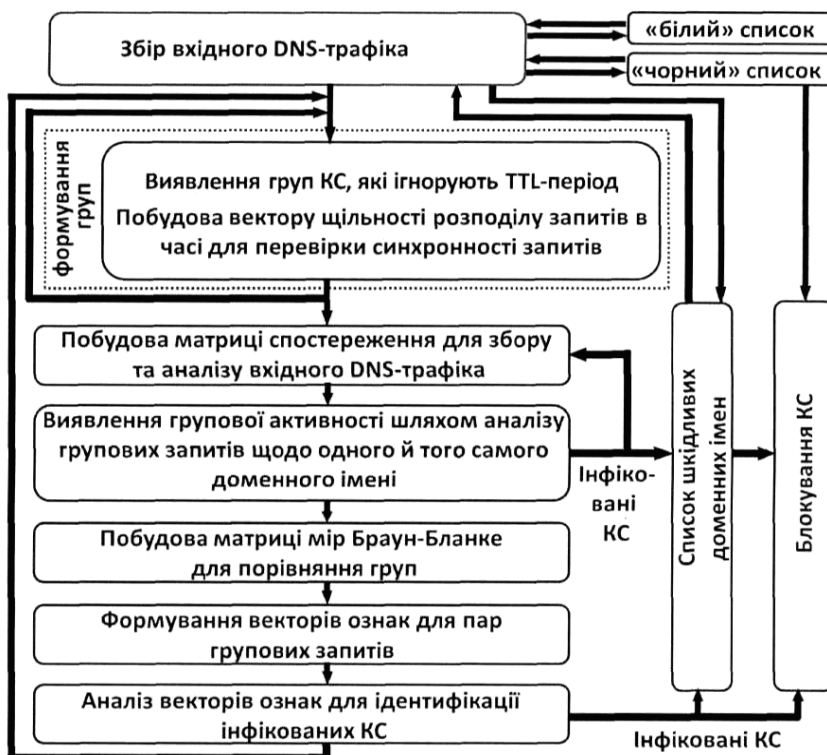 Збір вхідного DNS-трафіка
«білий» список
«чорний» список
формування
груп
Виявлення груп КС, які ігнорують TTL-період
Побудова вектору щільності розподілу запитів в
часі для перевірки синхронності запитів
Побудова матриці спостереження для збору
та аналізу вхідного DNS-трафіка
Виявлення групової активності шляхом аналізу
групових запитів щодо одного й того самого
доменного імені
Інфіко-
вані
КС
Список шкідливих
доменних імен
Блокування КС
Побудова матриці мір Браун-Бланке
для порівняння груп
Формування векторів ознак для пар
групових запитів
Аналіз векторів ознак для ідентифікації
інфікованих КС
Інфіковані КС